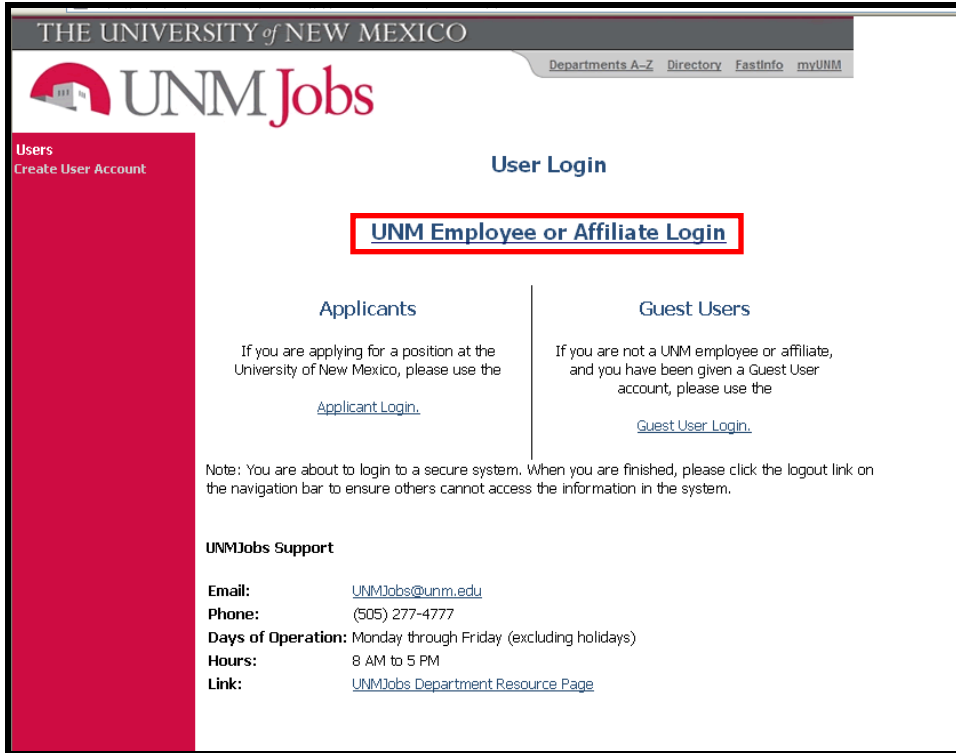 THE UNIVERSITY of NEW MEXICO
Departments A–Z Directory FastInfo myUNM
UNM Jobs
Users
Create User Account
User Login
UNM Employee or Affiliate Login
Applicants
If you are applying for a position at the
University of New Mexico, please use the
Applicant Login.
Guest Users
If you are not a UNM employee or affiliate,
and you have been given a Guest User
account, please use the
Guest User Login.
Note: You are about to login to a secure system. When you are finished, please click the logout link on
the navigation bar to ensure others cannot access the information in the system.
UNMJobs Support
Email: UNMJobs@unm.edu
Phone: (505) 277-4777
Days of Operation: Monday through Friday (excluding holidays)
Hours: 8 AM to 5 PM
Link: UNMJobs Department Resource Page